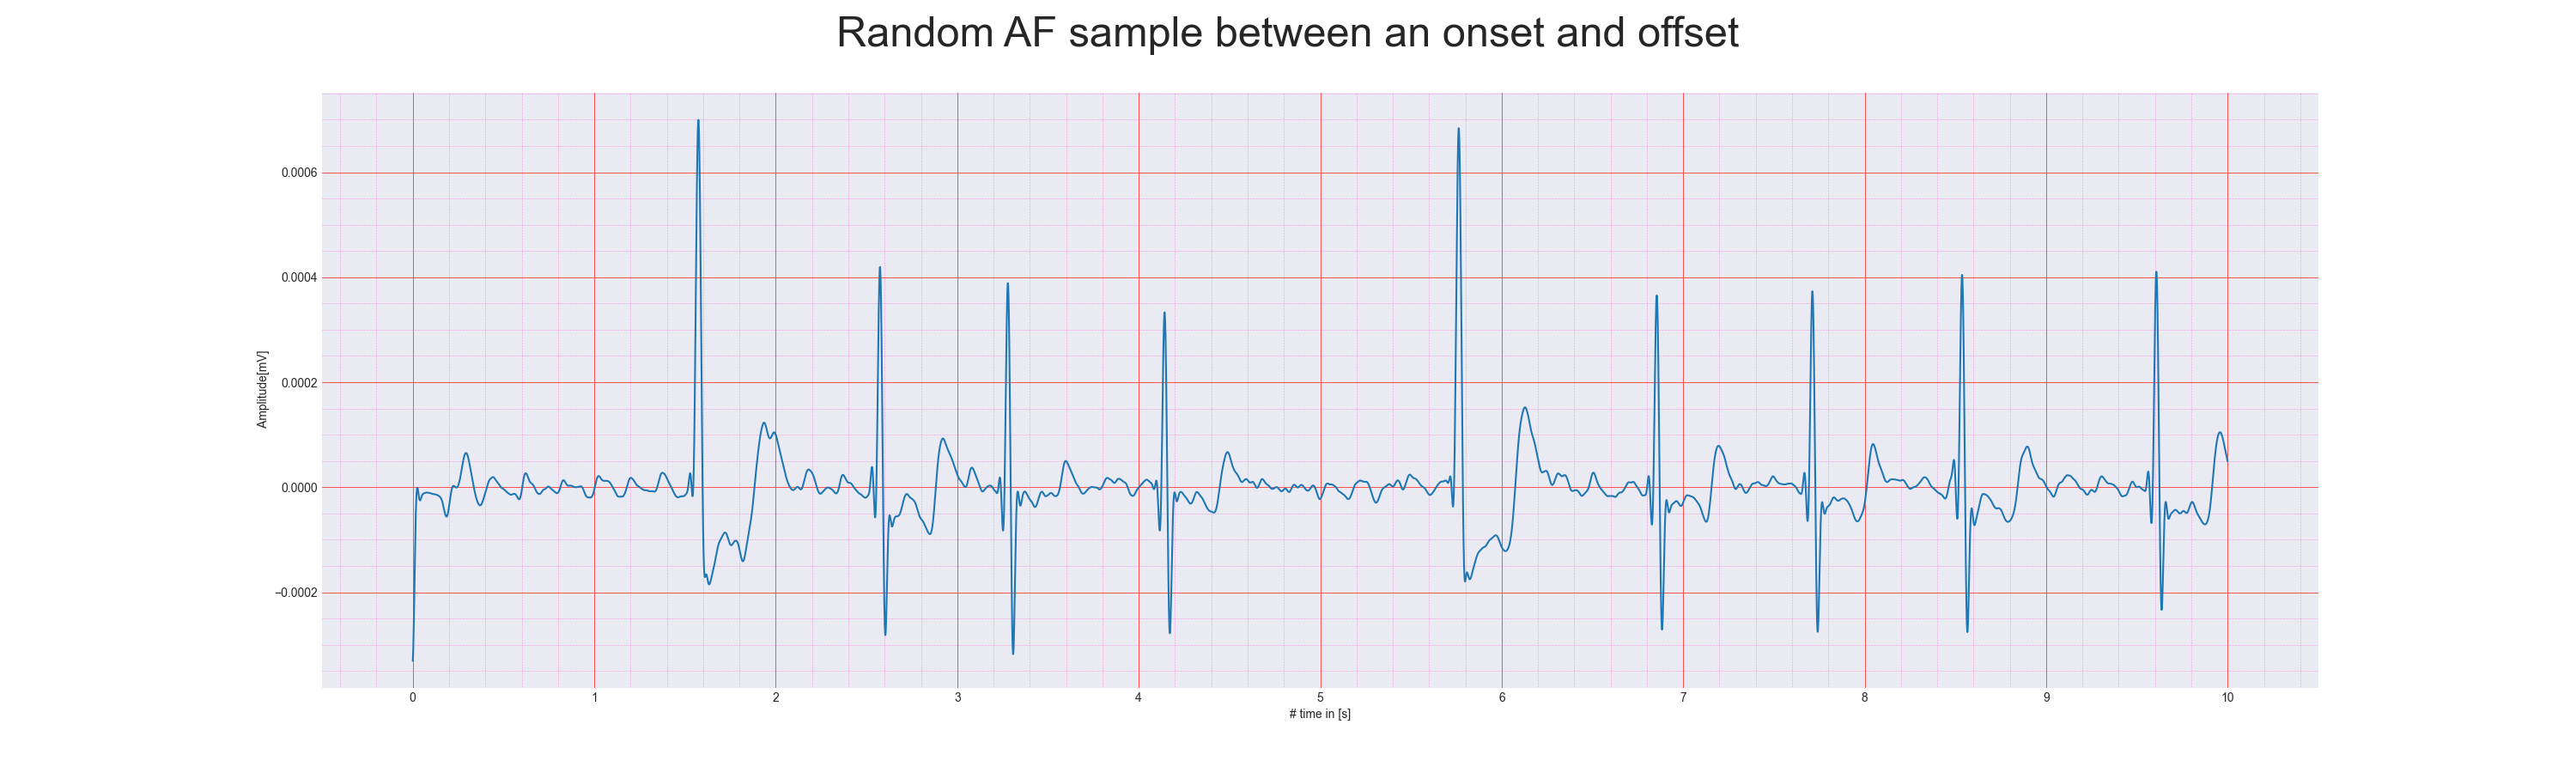 Random AF sample between an onset and offset
0.0006
0.0004
0.0002
0.0000
−0.0002
Amplitude[mV]
0 1 2 3 4 5 6 7 8 9 10
# time in [s]